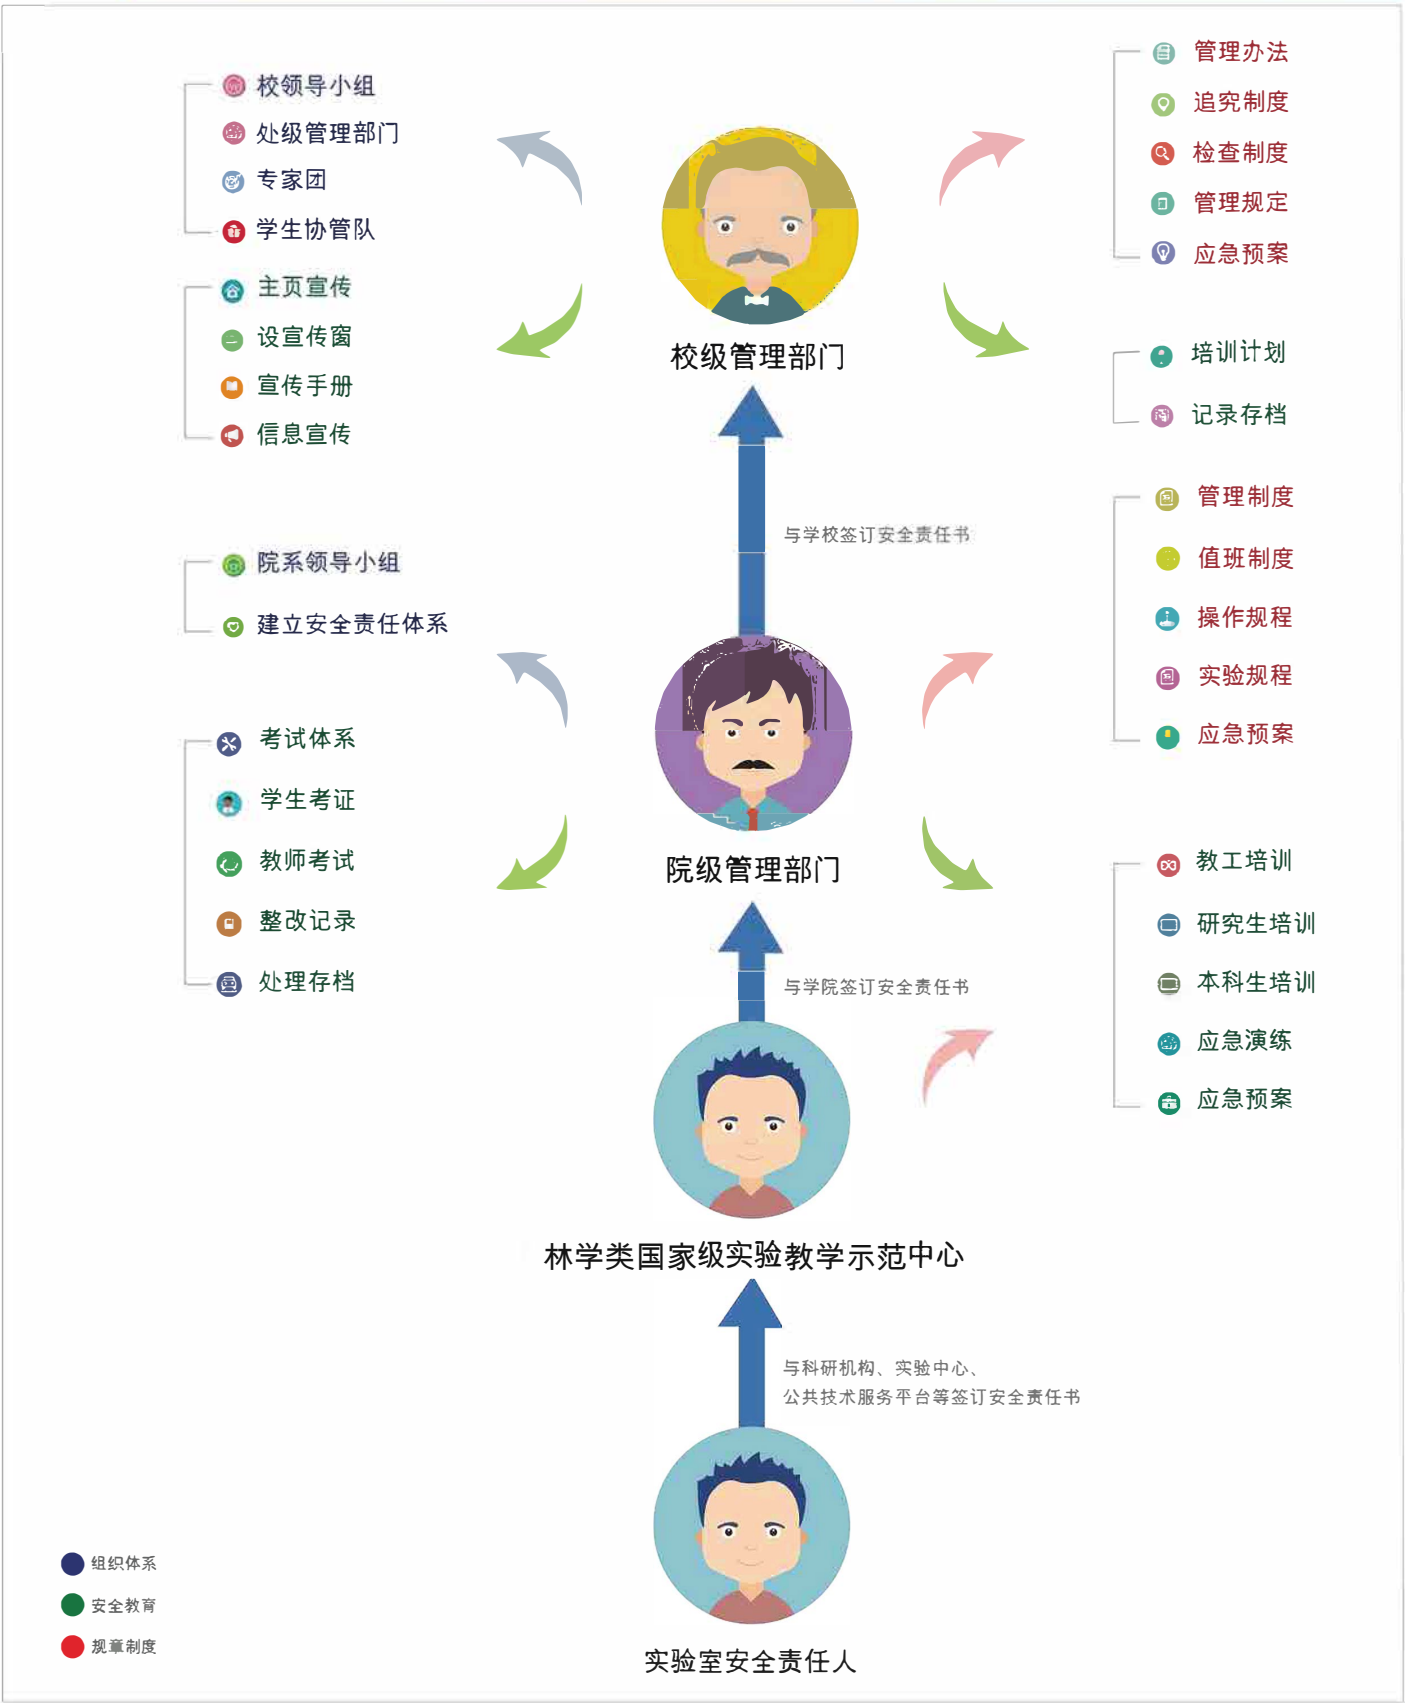 校领导小组
处级管理部门
专家团
学生协管队
主页宣传
设宣传窗
宣传手册
信息宣传
管理办法
追究制度
检查制度
管理规定
应急预案
培训计划
记录存档
校级管理部门
与学校签订安全责任书
院系领导小组
建立安全责任体系
考试体系
学生考证
教师考试
整改记录
处理存档
管理制度
值班制度
操作规程
实验规程
应急预案
教工培训
研究生培训
本科生培训
应急演练
应急预案
院级管理部门
与学院签订安全责任书
林学类国家级实验教学示范中心
与科研机构、实验中心、
公共技术服务平台等签订安全责任书
实验室安全责任人
组织体系
安全教育
规章制度